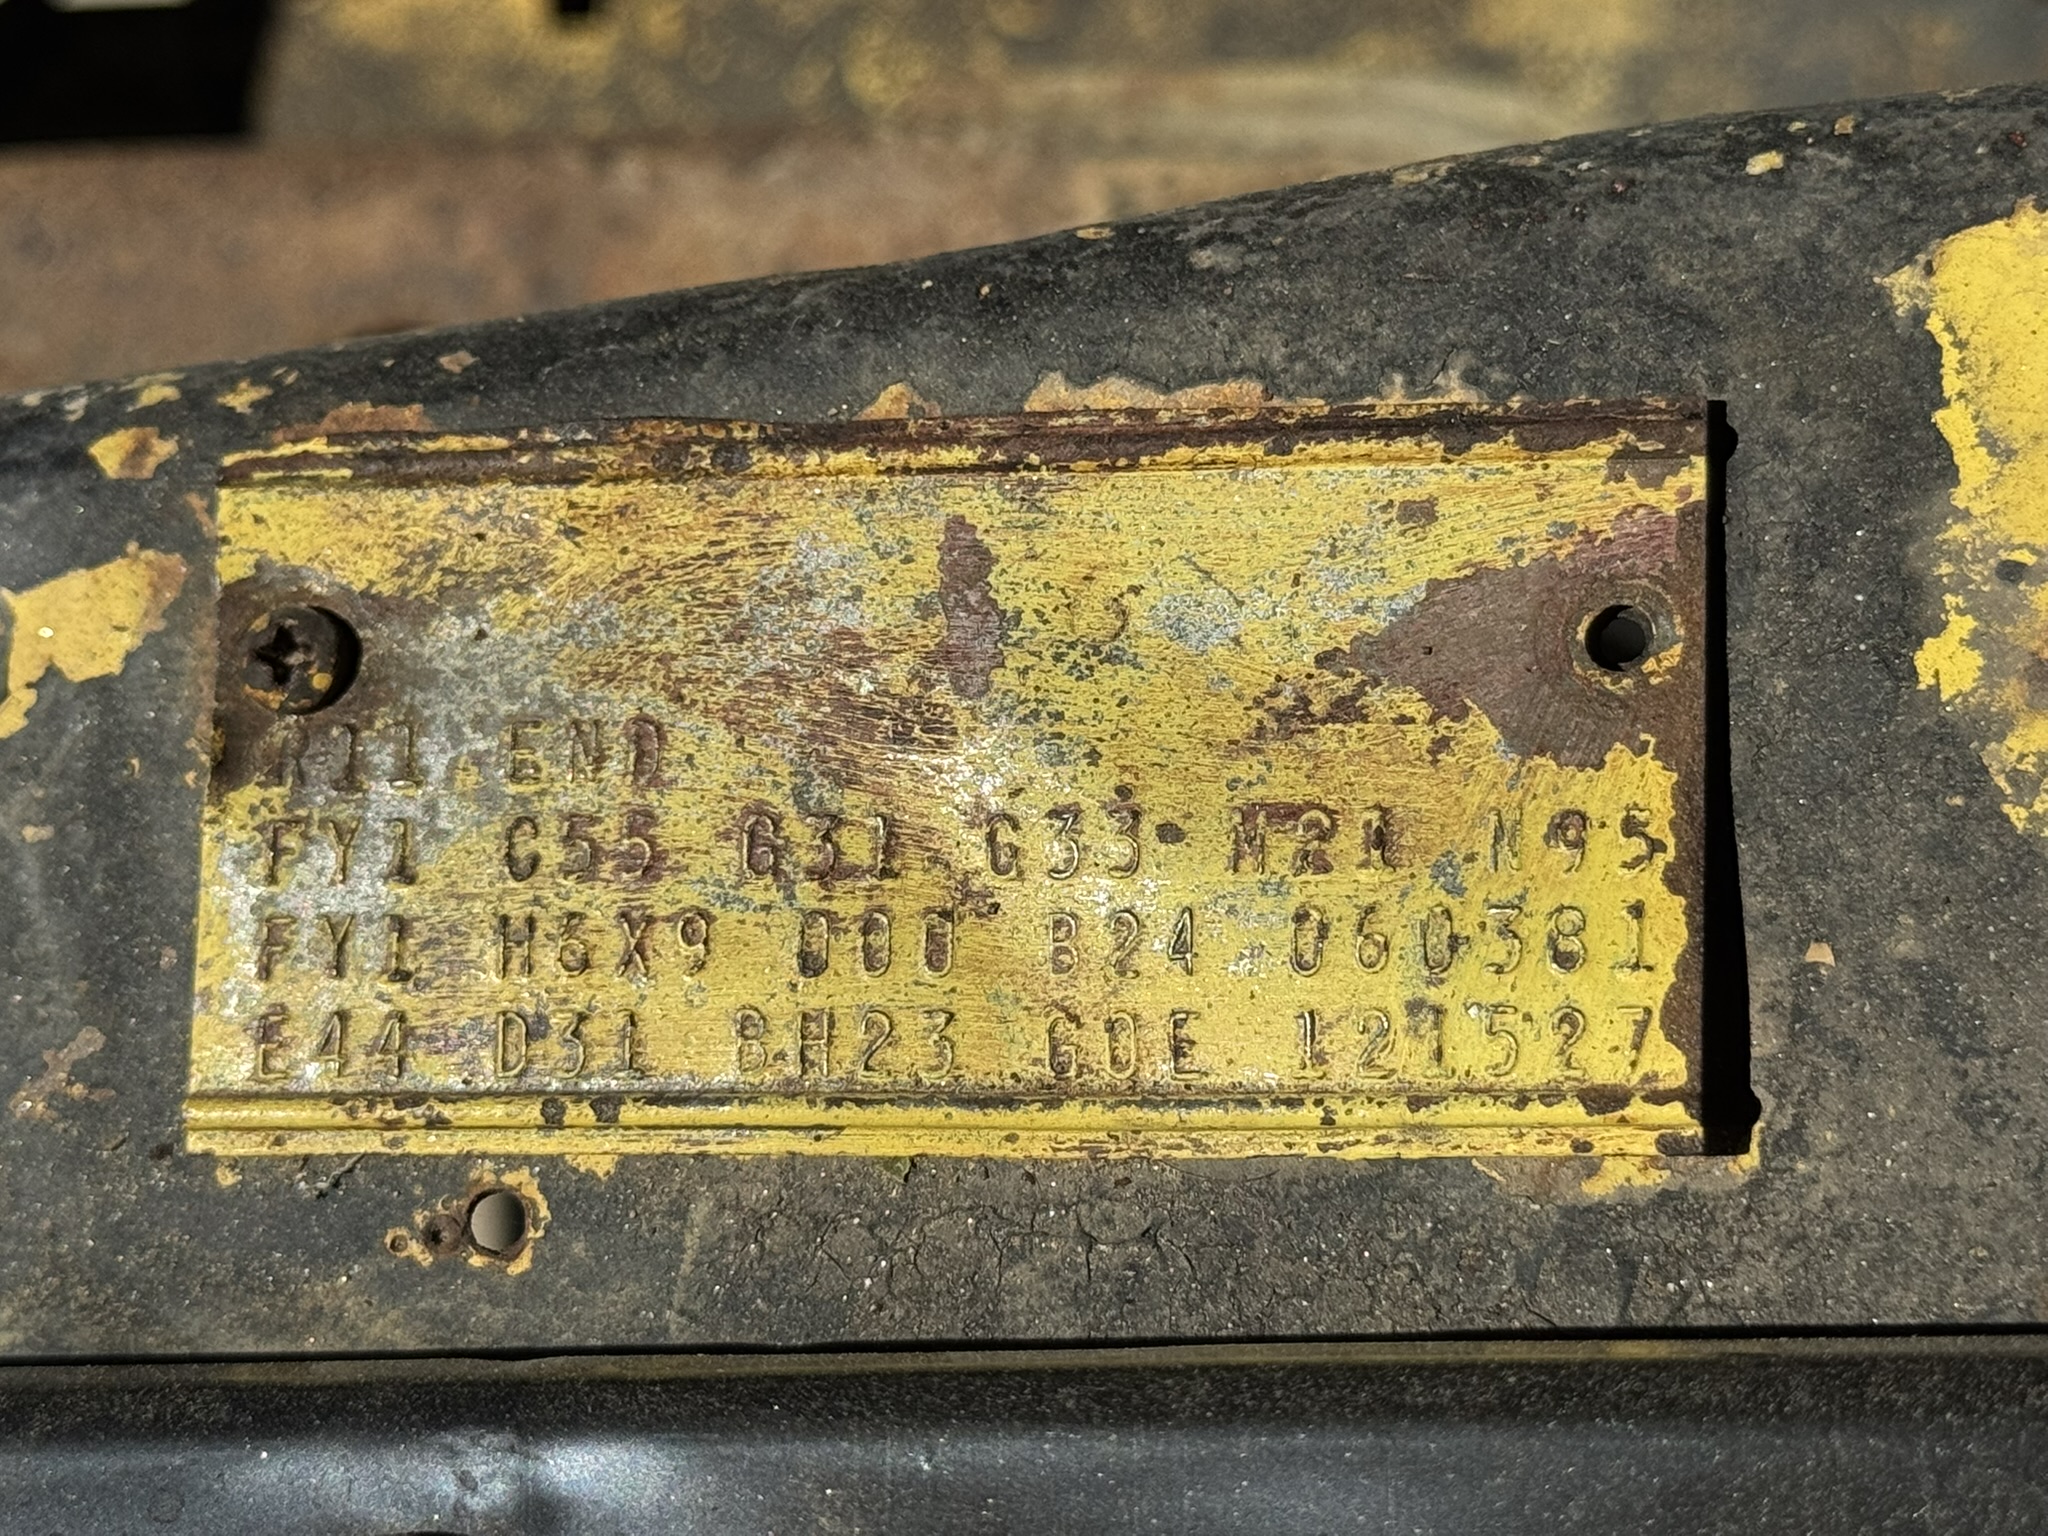 R11 END
FY1 C55 G31 G33 M21 N95
FY1 H6X9 000 B24 060381
E44 D31 BH23 G0E 121527